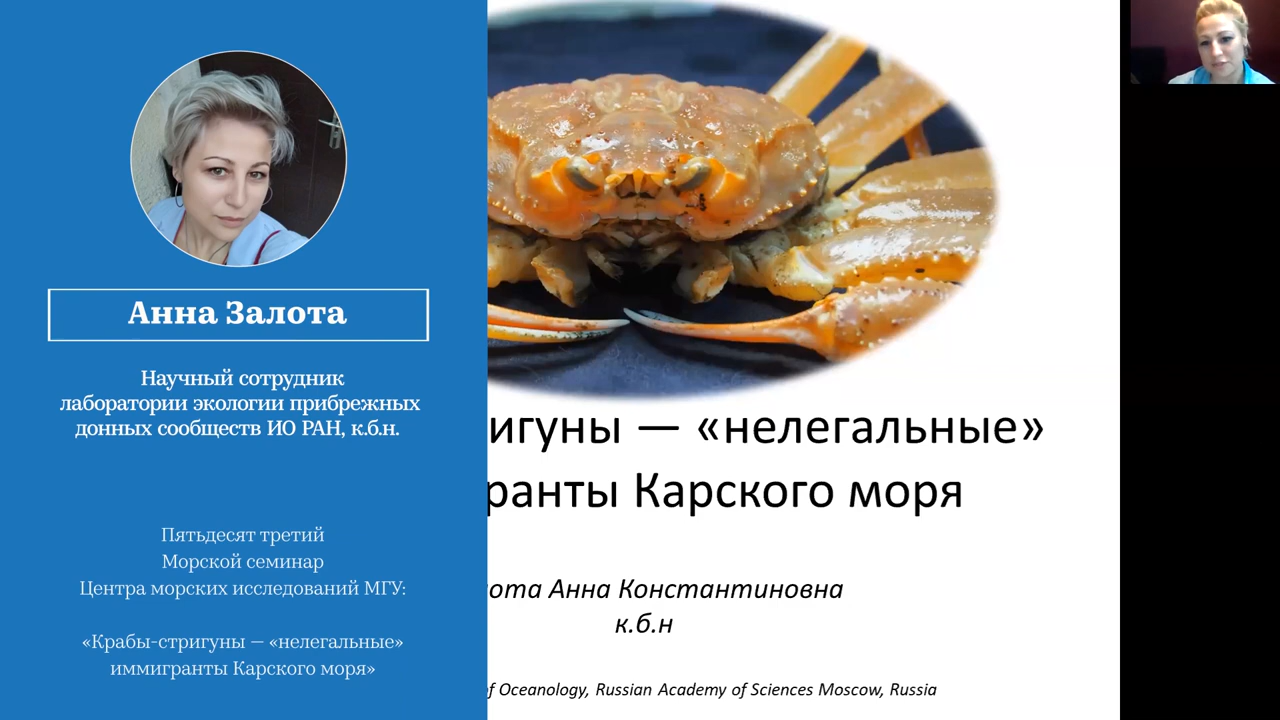 Анна Залота
Научный сотрудник
лаборатории экологии прибрежных
донных сообществ ИО РАН, к.б.н.
Пятьдесят третий
Морской семинар
Центра морских исследований МГУ:
«Крабы-стригуны — «нелегальные»
иммигранты Карского моря»
игуны — «нелегальные»
ранты Карского моря
ота Анна Константиновна
к.б.н
of Oceanology, Russian Academy of Sciences Moscow, Russia